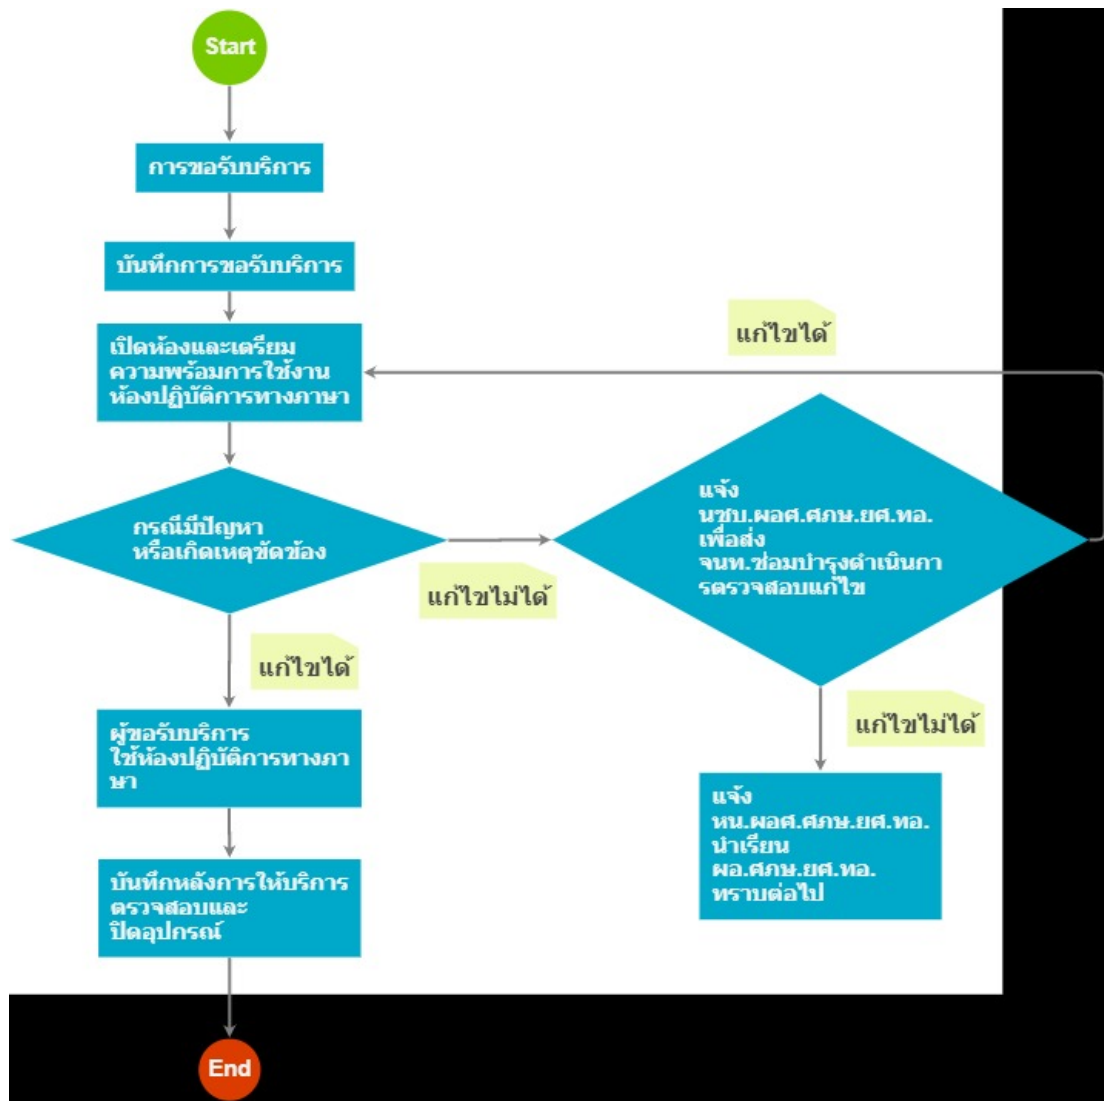 Start
การขอรับบริการ
บันทึกการขอรับบริการ
แก้ไขได้
เปิดห้องและเตรียม
ความพร้อมการใช้งาน
ห้องปฏิบัติการทางภาษา
กรณีมีปัญหา
หรือเกิดเหตุขัดข้อง
แก้ไขไม่ได้
แจ้ง
นชบ.ผอศ.ศภษ.ยศ.ทอ.
เพื่อส่ง
จนท.ซ่อมบำรุงดำเนินกา
รตรวจสอบแก้ไข
แก้ไขได้
แก้ไขไม่ได้
ผู้ขอรับบริการ
ใช้ห้องปฏิบัติการทางภา
ษา
แจ้ง
หน.ผอศ.ศภษ.ยศ.ทอ.
นำเรียน
ผอ.ศภษ.ยศ.ทอ.
ทราบต่อไป
บันทึกหลังการให้บริการ
ตรวจสอบและ
ปิดอุปกรณ์
End